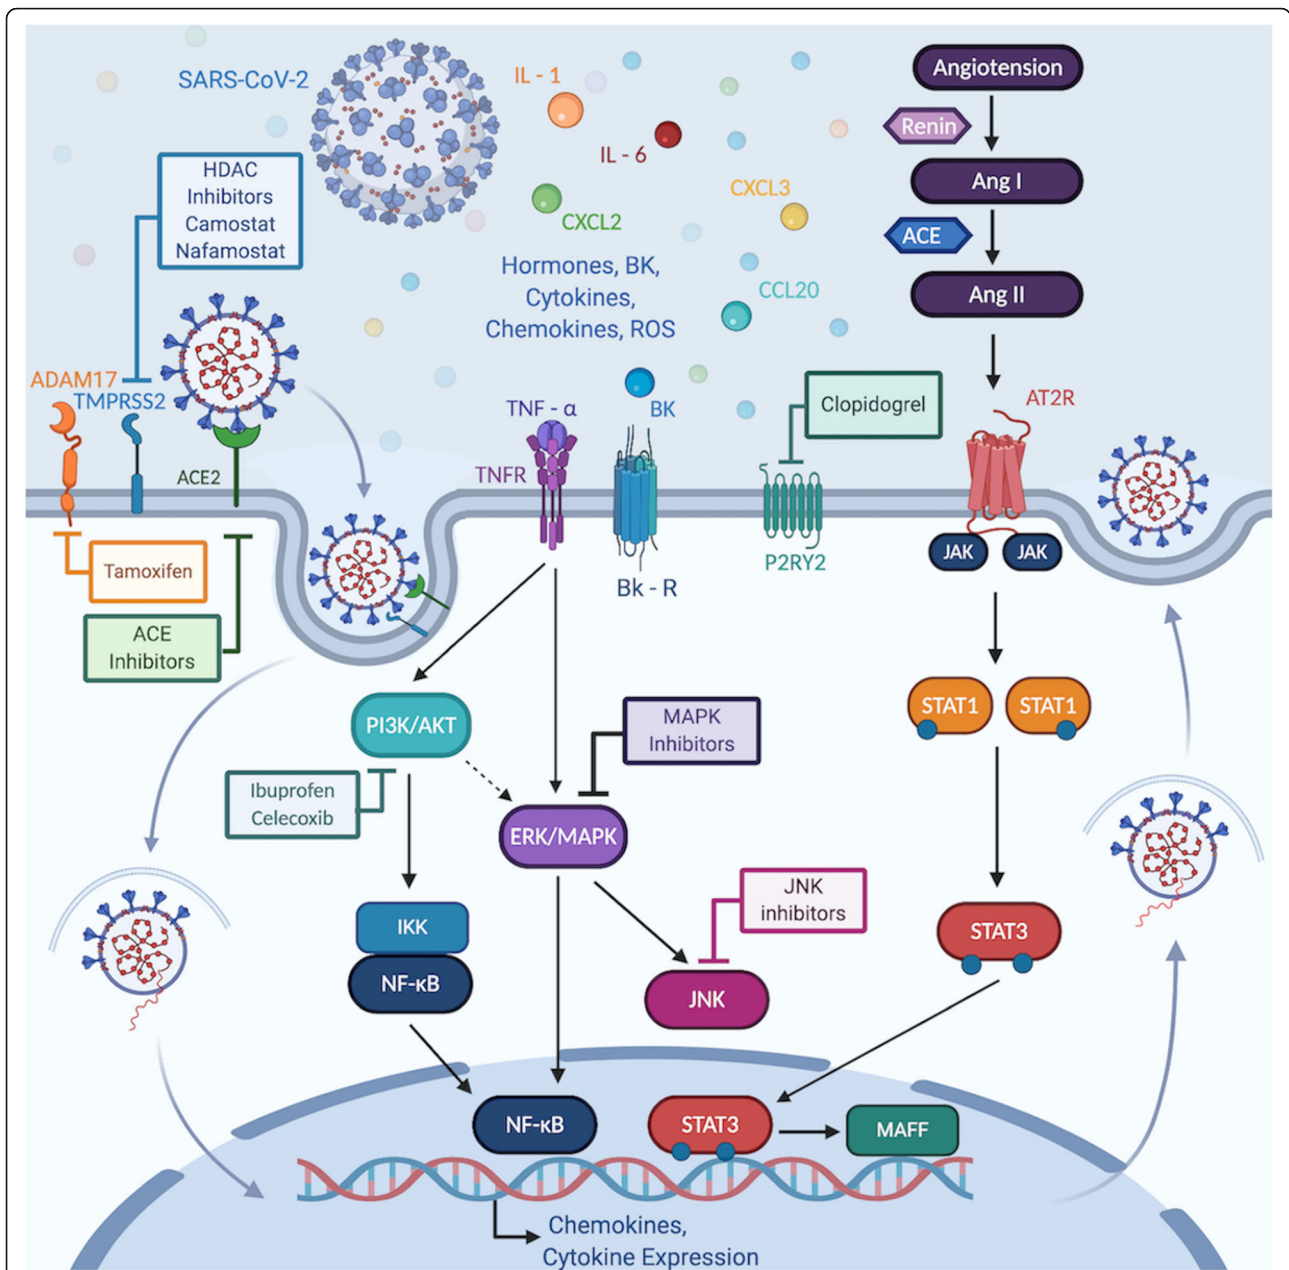 SARS-CoV-2
IL - 1
IL - 6
CXCL2
CXCL3
CCL20
Hormones, BK,
Cytokines,
Chemokines, ROS
Angiotension
Renin
Ang I
ACE
Ang II
HDAC
Inhibitors
Camostat
Nafamostat
ADAM17
TMPRSS2
ACE2
TNF - α
TNFR
BK
Bk - R
Clopidogrel
P2RY2
AT2R
JAK
JAK
Tamoxifen
ACE
Inhibitors
PI3K/AKT
MAPK
Inhibitors
STAT1
STAT1
Ibuprofen
Celecoxib
ERK/MAPK
JNK
inhibitors
IKK
NF-κB
JNK
STAT3
NF-κB
STAT3
MAFF
Chemokines,
Cytokine Expression